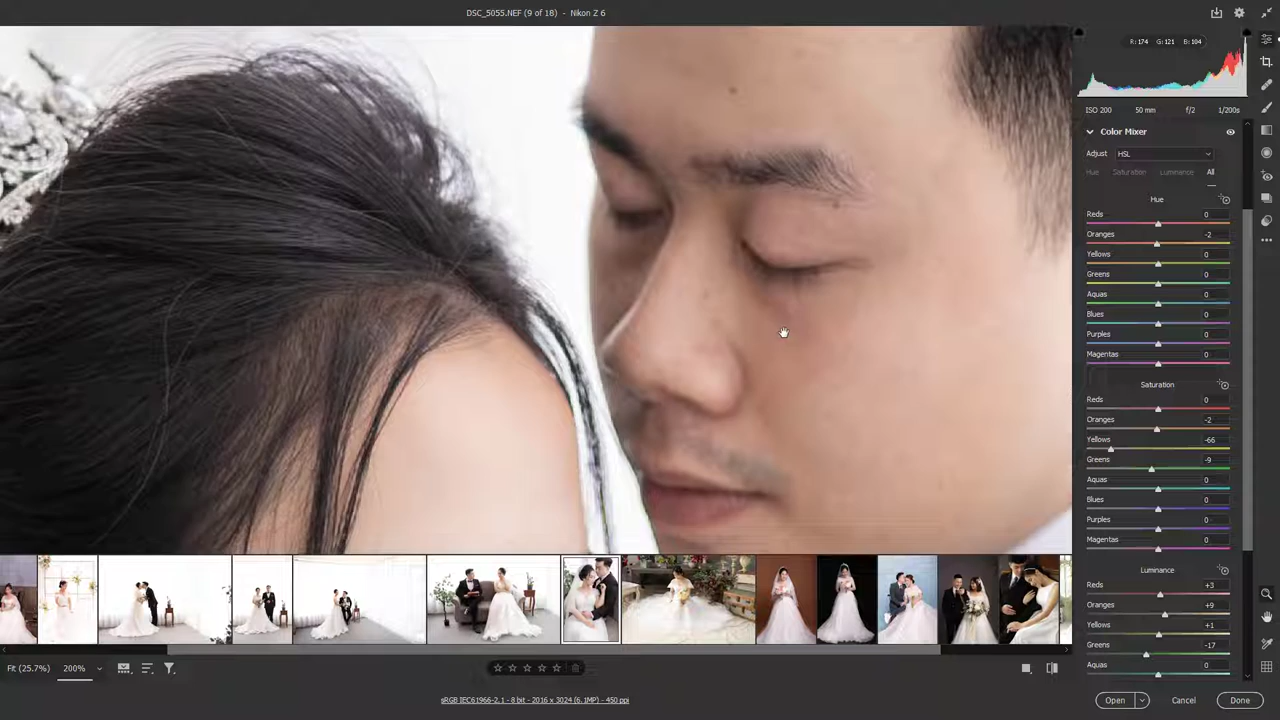 DSC_5055.NEF (9 of 18) - Nikon Z 6
R: 174 G: 121 B: 104
ISO 200 50 mm f/2 1/200s
Color Mixer
Adjust HSL
Hue Saturation Luminance All
Hue
Reds 0
Oranges -2
Yellows 0
Greens 0
Aquas 0
Blues 0
Purples 0
Magentas 0
Saturation
Reds 0
Oranges -2
Yellows -66
Greens -9
Aquas 0
Blues 0
Purples 0
Magentas 0
Luminance
Reds +3
Oranges +9
Yellows +1
Greens -17
Aquas 0
Fit (25.7%) 200%
sRGB IEC61966-2.1 - 8 bit - 2016 x 3024 (6.1MP) - 450 ppi
Open Cancel Done